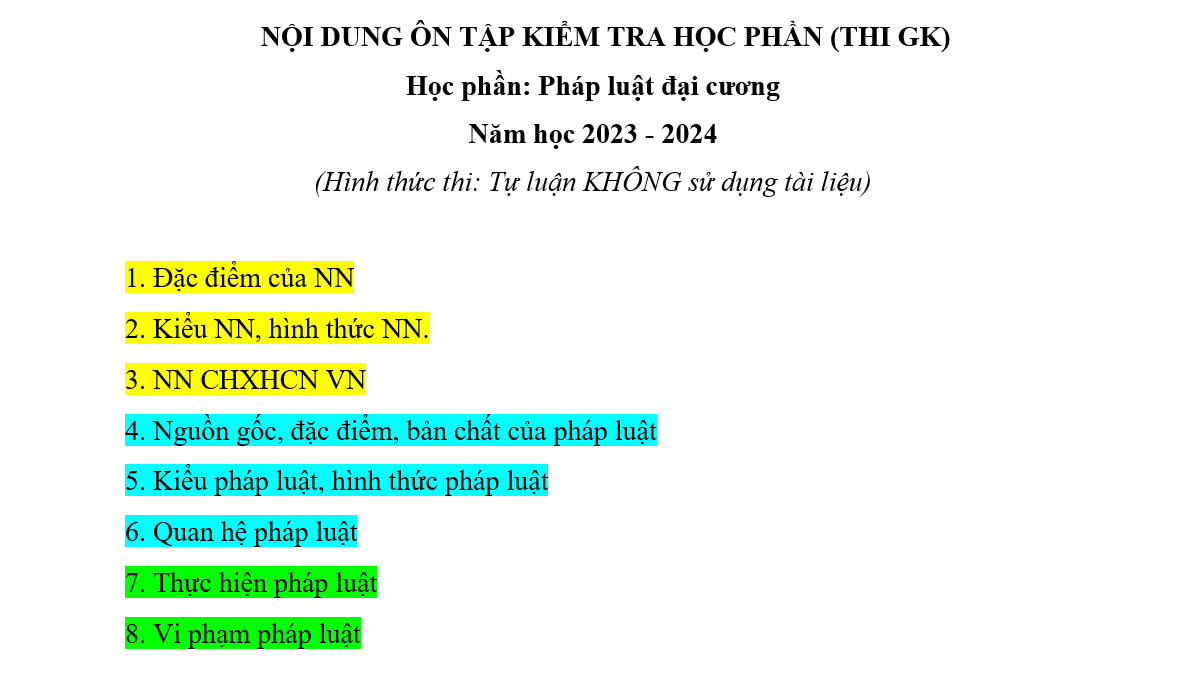 NỘI DUNG ÔN TẬP KIỂM TRA HỌC PHẦN (THI GK)
Học phần: Pháp luật đại cương
Năm học 2023 - 2024
(Hình thức thi: Tự luận KHÔNG sử dụng tài liệu)
1. Đặc điểm của NN
2. Kiểu NN, hình thức NN.
3. NN CHXHCN VN
4. Nguồn gốc, đặc điểm, bản chất của pháp luật
5. Kiểu pháp luật, hình thức pháp luật
6. Quan hệ pháp luật
7. Thực hiện pháp luật
8. Vi phạm pháp luật